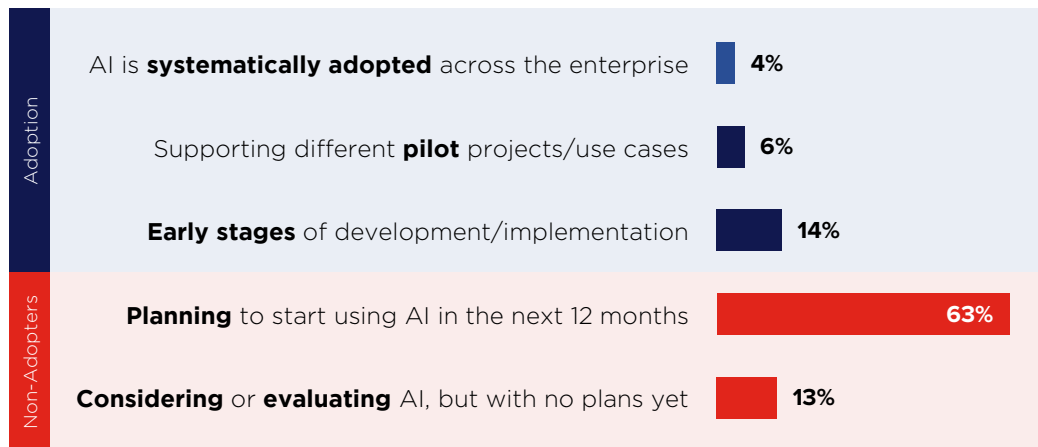 Adoption
AI is systematically adopted across the enterprise 4%
Supporting different pilot projects/use cases 6%
Early stages of development/implementation 14%
Non-Adopters
Planning to start using AI in the next 12 months 63%
Considering or evaluating AI, but with no plans yet 13%